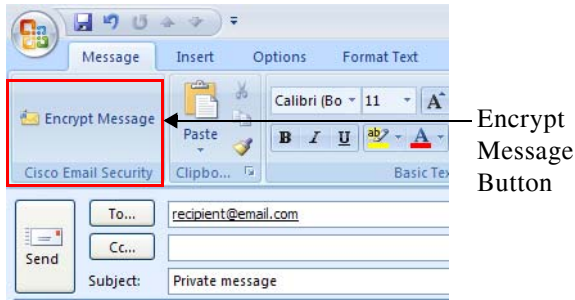 Message Insert Options Format Text
Encrypt Message Paste Calibri (Bo 11 A
B I U ab A
Cisco Email Security Clipbo... Basic Tex
Encrypt
Message
Button
To... recipient@email.com
Cc...
Send
Subject: Private message